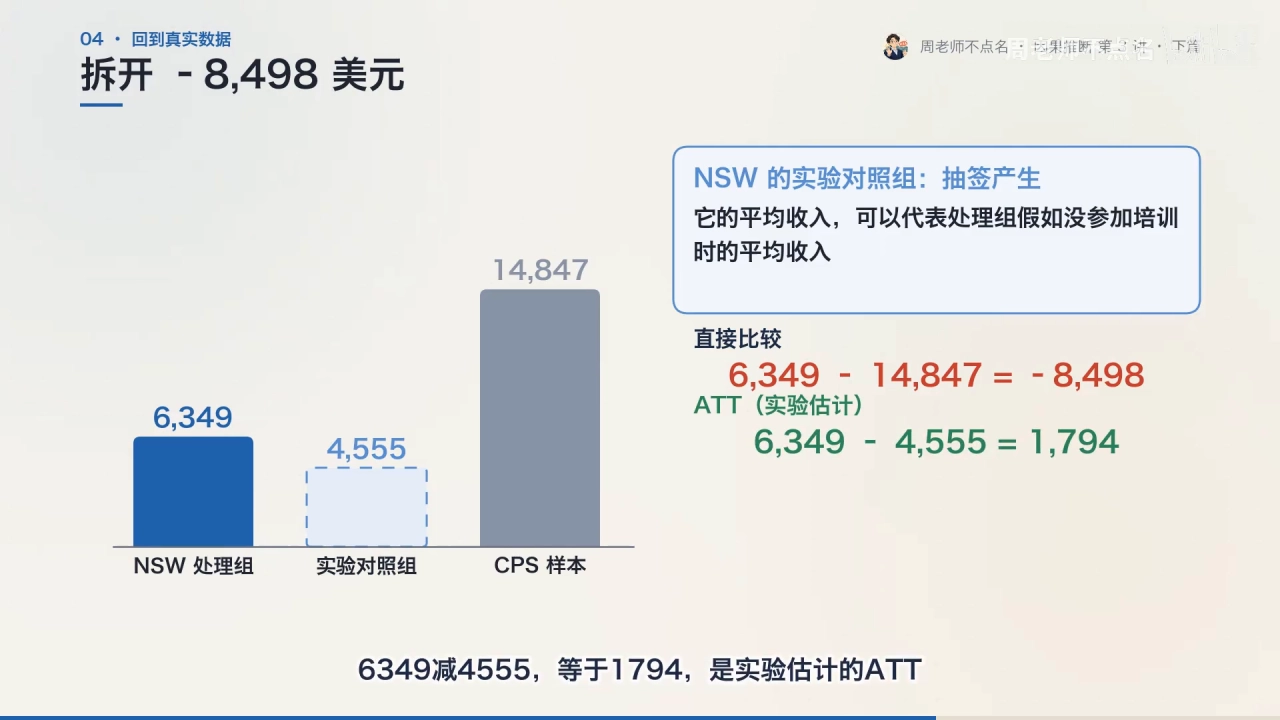 04 · 回到真实数据
拆开 -8,498 美元
周老师不点名
NSW 的实验对照组：抽签产生
它的平均收入，可以代表处理组假如没参加培训
时的平均收入
直接比较
6,349 - 14,847 = -8,498
ATT（实验估计）
6,349 - 4,555 = 1,794
14,847
6,349
4,555
NSW 处理组
实验对照组
CPS 样本
6349减4555，等于1794，是实验估计的ATT